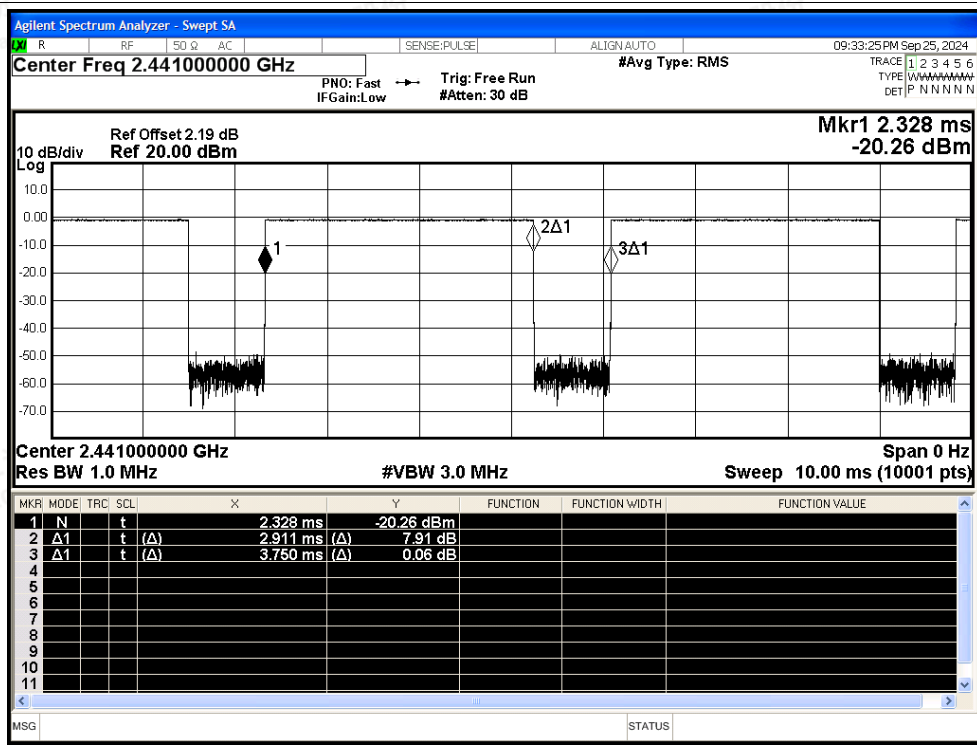 Agilent Spectrum Analyzer - Swept SA
LXI R RF 50 Ω AC SENSE:PULSE ALIGN AUTO 09:33:25 PM Sep 25, 2024
Center Freq 2.441000000 GHz
PNO: Fast
IFGain:Low
Trig: Free Run
#Atten: 30 dB
#Avg Type: RMS
TRACE 1 2 3 4 5 6
TYPE W
DET P N N N N N
Mkr1 2.328 ms
-20.26 dBm
Ref Offset 2.19 dB
10 dB/div Ref 20.00 dBm
Log
10.0
0.00
-10.0
-20.0
-30.0
-40.0
-50.0
-60.0
-70.0
1
2Δ1
3Δ1
Center 2.441000000 GHz Span 0 Hz
Res BW 1.0 MHz #VBW 3.0 MHz Sweep 10.00 ms (10001 pts)
MKR MODE TRC SCL X Y FUNCTION FUNCTION WIDTH FUNCTION VALUE
1 N t 2.328 ms -20.26 dBm
2 Δ1 t (Δ) 2.911 ms (Δ) 7.91 dB
3 Δ1 t (Δ) 3.750 ms (Δ) 0.06 dB
4
5
6
7
8
9
10
11
MSG STATUS